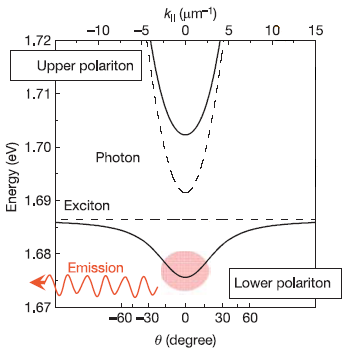 k|| (μm⁻¹)
−10 −5 0 5 10 15
1.72
Upper polariton
1.71
Photon
1.70
Energy (eV)
1.69
Exciton
1.68
Emission
Lower polariton
1.67
−60 −30 0 30 60
θ (degree)